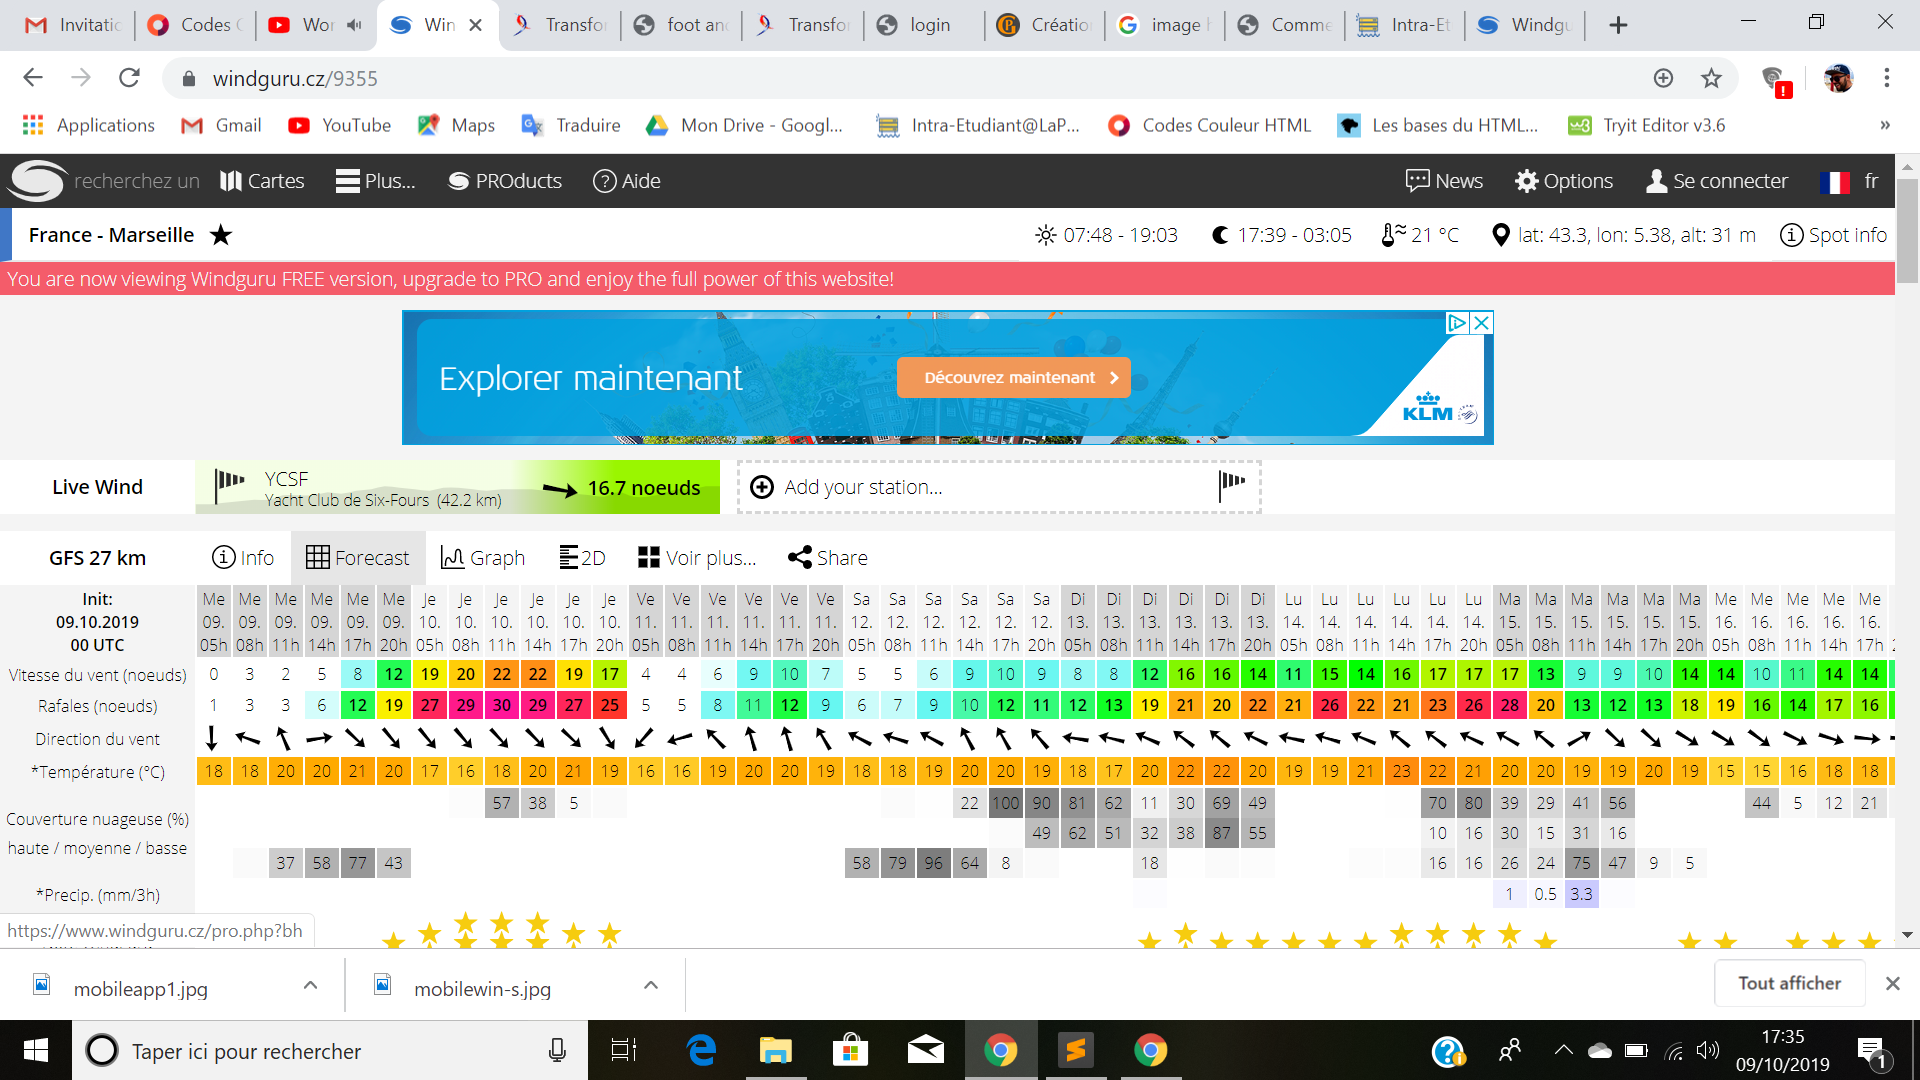 Invitatio Codes C Wor Win Transfor foot and Transfor login Création image h Comme Intra-Et Windgu
windguru.cz/9355
Applications Gmail YouTube Maps Traduire Mon Drive - Googl... Intra-Etudiant@LaP... Codes Couleur HTML Les bases du HTML... Tryit Editor v3.6 »
recherchez un Cartes Plus... PROducts Aide News Options Se connecter fr
France - Marseille 07:48 - 19:03 17:39 - 03:05 21 °C lat: 43.3, lon: 5.38, alt: 31 m Spot info
You are now viewing Windguru FREE version, upgrade to PRO and enjoy the full power of this website!
Explorer maintenant
Découvrez maintenant
KLM
Live Wind YCSF 16.7 noeuds Add your station...
Yacht Club de Six-Fours (42.2 km)
GFS 27 km Info Forecast Graph 2D Voir plus... Share
Init: Me Me Me Me Me Me Je Je Je Je Je Je Ve Ve Ve Ve Ve Ve Sa Sa Sa Sa Sa Sa Di Di Di Di Di Di Lu Lu Lu Lu Lu Lu Ma Ma Ma Ma Ma Ma Me Me Me Me Me
09.10.2019 09. 09. 09. 09. 09. 09. 10. 10. 10. 10. 10. 10. 11. 11. 11. 11. 11. 11. 12. 12. 12. 12. 12. 12. 13. 13. 13. 13. 13. 13. 14. 14. 14. 14. 14. 14. 15. 15. 15. 15. 15. 15. 16. 16. 16. 16. 16.
00 UTC 05h 08h 11h 14h 17h 20h 05h 08h 11h 14h 17h 20h 05h 08h 11h 14h 17h 20h 05h 08h 11h 14h 17h 20h 05h 08h 11h 14h 17h 20h 05h 08h 11h 14h 17h 20h 05h 08h 11h 14h 17h 20h 05h 08h 11h 14h 17h
Vitesse du vent (noeuds) 0 3 2 5 8 12 19 20 22 22 19 17 4 4 6 9 10 7 5 5 6 9 10 9 8 8 12 16 16 14 11 15 14 16 17 17 17 13 9 9 10 14 14 10 11 14 14
Rafales (noeuds) 1 3 3 6 12 19 27 29 30 29 27 25 5 5 8 11 12 9 6 7 9 10 12 11 12 13 19 21 20 22 21 26 22 21 23 26 28 20 13 12 13 18 19 16 14 17 16
Direction du vent
*Température (°C) 18 18 20 20 21 20 17 16 18 20 21 19 16 16 19 20 20 19 18 18 19 20 20 19 18 17 20 22 22 20 19 19 21 23 22 21 20 20 19 19 20 19 15 15 16 18 18
57 38 5 22 100 90 81 62 11 30 69 49 70 80 39 29 41 56 44 5 12 21
Couverture nuageuse (%)
49 62 51 32 38 87 55 10 16 30 15 31 16
haute / moyenne / basse
37 58 77 43 58 79 96 64 8 18 16 16 26 24 75 47 9 5
*Precip. (mm/3h) 1 0.5 3.3
https://www.windguru.cz/pro.php?bh
mobileapp1.jpg mobilewin-s.jpg Tout afficher
Taper ici pour rechercher
17:35
09/10/2019
1